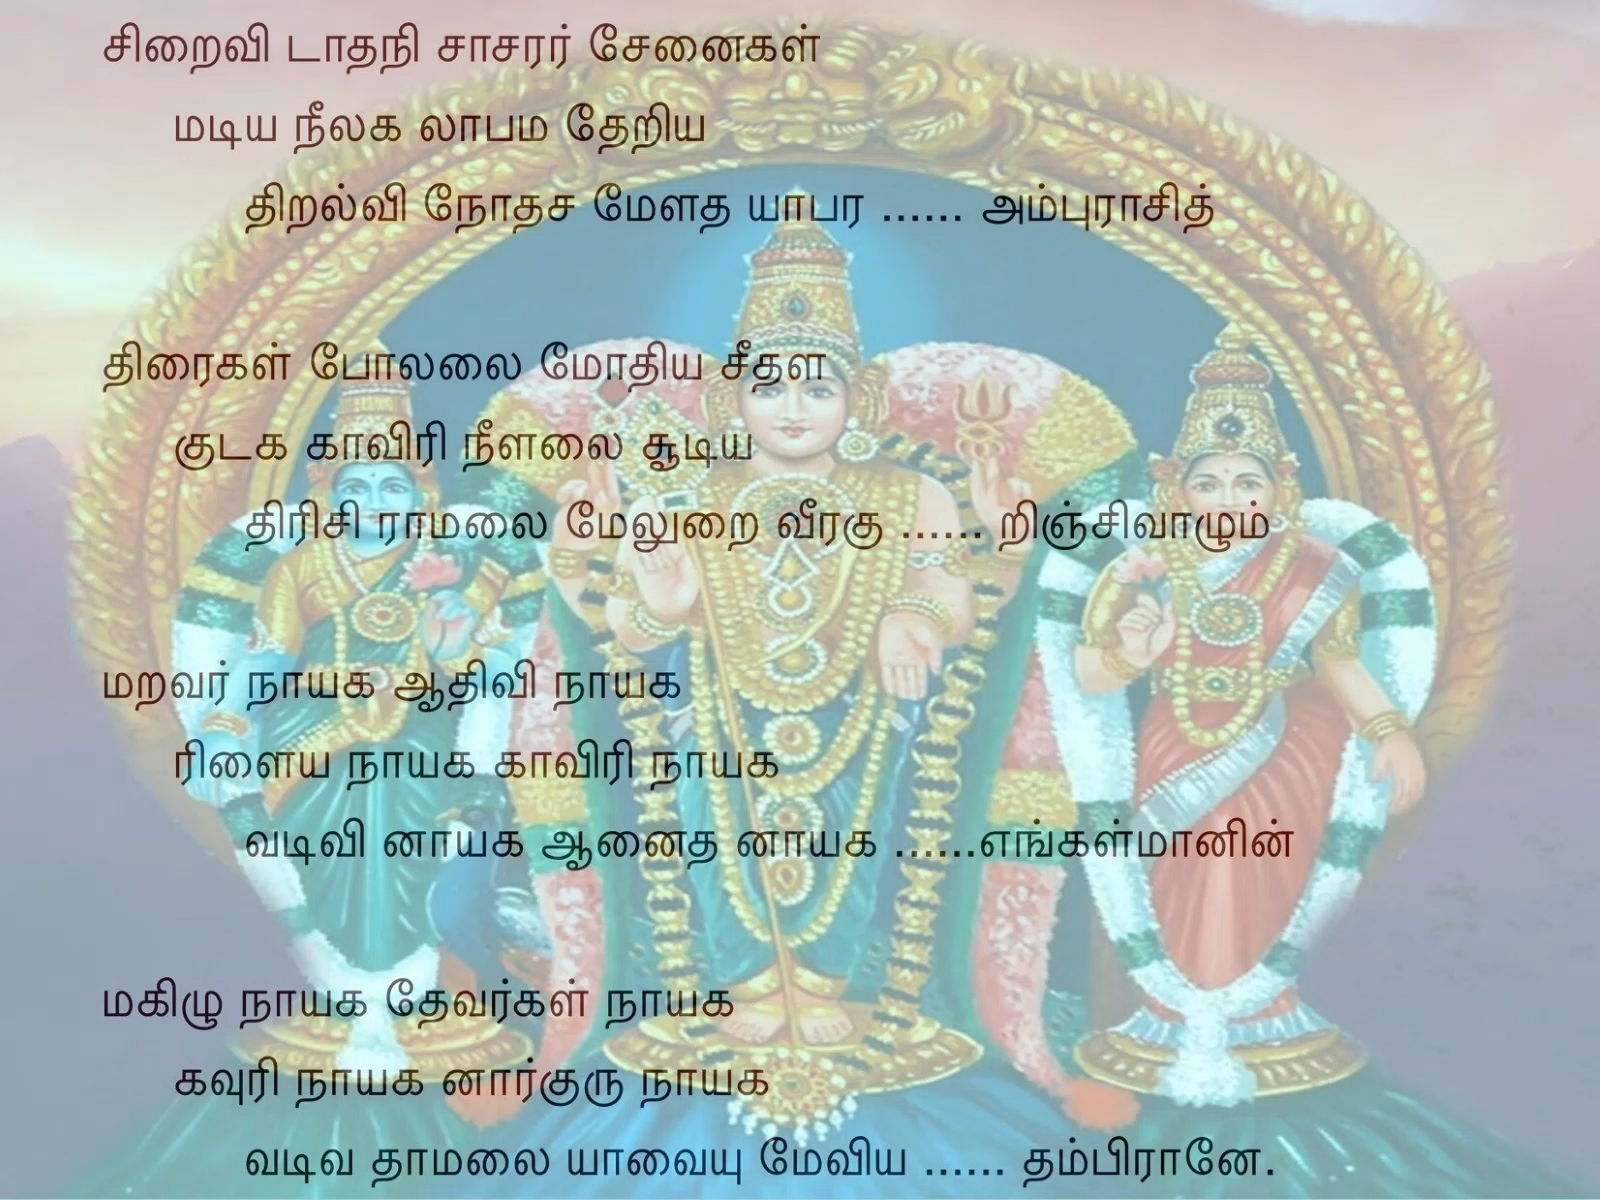 சிறைவி டாதநி சாசரர் சேனைகள்
மடிய நீலக லாபம தேறிய
திறல்வி நோதச மேளத யாபர ...... அம்புராசித்
திரைகள் போலலை மோதிய சீதள
குடக காவிரி நீளலை சூடிய
திரிசி ராமலை மேலுறை வீரகு ...... றிஞ்சிவாழும்
மறவர் நாயக ஆதிவி நாயக
ரிளைய நாயக காவிரி நாயக
வடிவி னாயக ஆனைத னாயக ......எங்கள்மானின்
மகிழு நாயக தேவர்கள் நாயக
கவுரி நாயக னார்குரு நாயக
வடிவ தாமலை யாவையு மேவிய ...... தம்பிரானே.